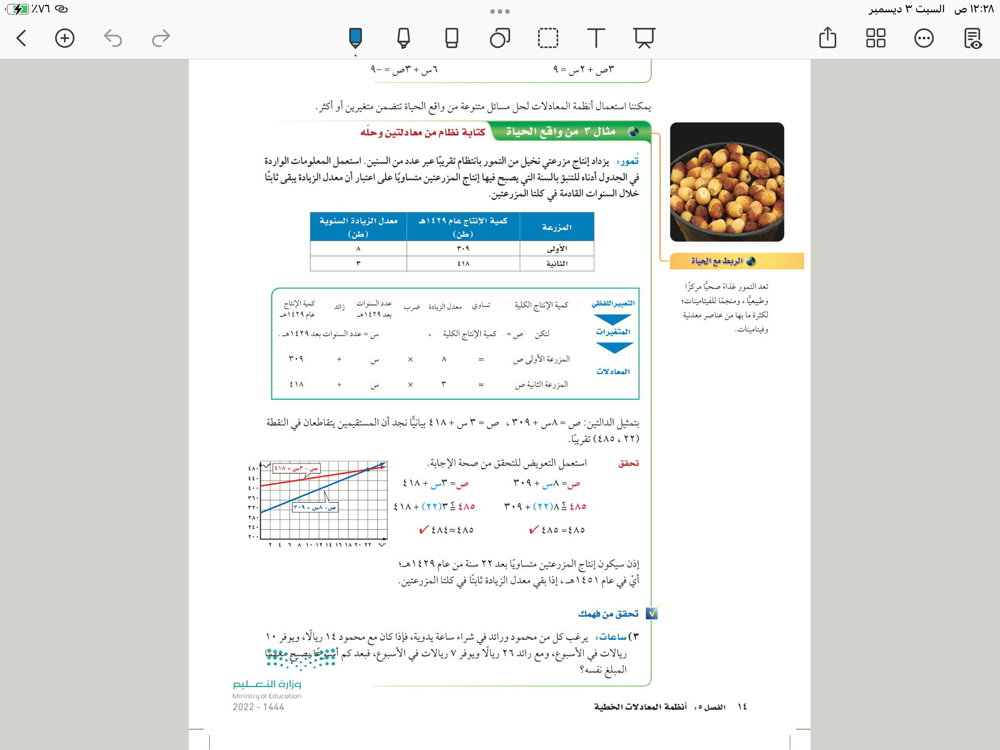 ١٢:٢٨ ص السبت ٣ ديسمبر
٪٧٦
٣ص + ٢س = ٩
٦س + ٣ص = −٩
يمكننا استعمال أنظمة المعادلات لحل مسائل متنوعة من واقع الحياة تتضمن متغيرين أو أكثر.
مثال ٣ من واقع الحياة كتابة نظام من معادلتين وحلّه
تُمور: يزداد إنتاج مزرعتي نخيل من التمور بانتظام تقريبًا عبر عدد من السنين. استعمل المعلومات الواردة
في الجدول أدناه للتنبؤ بالسنة التي يصبح فيها إنتاج المزرعتين متساويًا على اعتبار أن معدل الزيادة يبقى ثابتًا
خلال السنوات القادمة في كلتا المزرعتين.
المزرعة
كمية الإنتاج عام ١٤٢٩هـ
(طن)
معدل الزيادة السنوية
(طن)
الأولى ٣٠٩ ٨
الثانية ٤١٨ ٣
الربط مع الحياة
تعد التمور غذاءً صحيًّا مركزًا
وطبيعيًّا، ومنجمًا للفيتامينات؛
لكثرة ما بها من عناصر معدنية
وفيتامينات.
التعبير اللفظي
كمية الإنتاج الكلية تساوي معدل الزيادة ضرب
عدد السنوات
بعد ١٤٢٩هـ
زائد
كمية الإنتاج
عام ١٤٢٩هـ
المتغيرات
لتكن ص = كمية الإنتاج الكلية ، س = عدد السنوات بعد ١٤٢٩هـ .
المعادلات
المزرعة الأولى ص = ٨ × س + ٣٠٩
المزرعة الثانية ص = ٣ × س + ٤١٨
بتمثيل الدالتين: ص = ٨س + ٣٠٩ ، ص = ٣ س + ٤١٨ بيانيًّا نجد أن المستقيمين يتقاطعان في النقطة
(٢٢ ، ٤٨٥) تقريبًا.
تحقق استعمل التعويض للتحقق من صحة الإجابة.
ص= ٨س + ٣٠٩
ص= ٣س + ٤١٨
٤٨٥ ≟ ٨(٢٢) + ٣٠٩
٤٨٥ ≟ ٣(٢٢) + ٤١٨
٤٨٥= ٤٨٥ ✓
٤٨٥≈٤٨٤ ✓
ص
٤٨٠
٤٤٠
٤٠٠
٣٦٠
٣٢٠
٢٨٠
٢٤٠
٢٠٠
ص = ٣س + ٤١٨
ص= ٨س + ٣٠٩
٢ ٤ ٦ ٨ ١٠ ١٢ ١٤ ١٦ ١٨ ٢٠ ٢٢ س
إذن سيكون إنتاج المزرعتين متساويًا بعد ٢٢ سنة من عام ١٤٢٩هـ؛
أيْ في عام ١٤٥١هـ ، إذا بقي معدل الزيادة ثابتًا في كلتا المزرعتين.
تحقق من فهمك
٣) ساعات: يرغب كل من محمود ورائد في شراء ساعة يدوية، فإذا كان مع محمود ١٤ ريالًا، ويوفر ١٠
ريالات في الأسبوع، ومع رائد ٢٦ ريالًا ويوفر ٧ ريالات في الأسبوع، فبعد كم أسبوعًا يصبح معهما
المبلغ نفسه؟
وزارة التعليم
Ministry of Education
2022 - 1444
١٤ الفصل ٥: أنظمة المعادلات الخطية